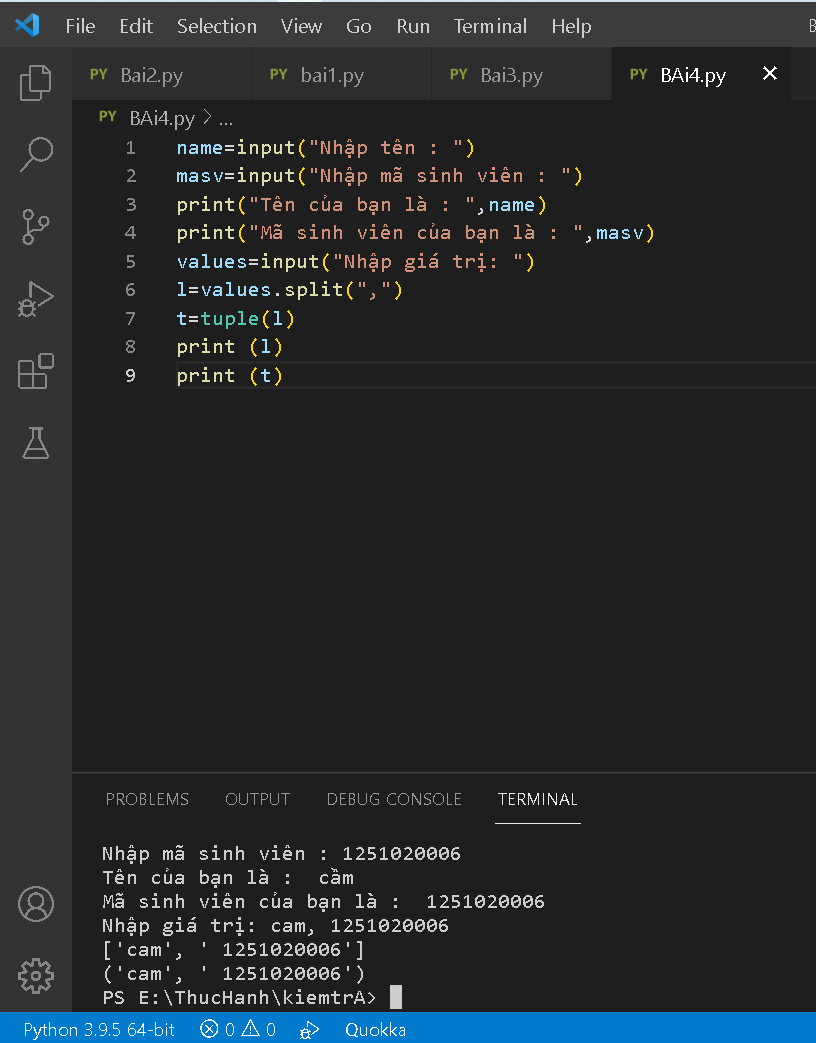 File Edit Selection View Go Run Terminal Help
PY Bai2.py PY bai1.py PY Bai3.py PY BAi4.py ×
PY BAi4.py > ...
1 name=input("Nhập tên : ")
2 masv=input("Nhập mã sinh viên : ")
3 print("Tên của bạn là : ",name)
4 print("Mã sinh viên của bạn là : ",masv)
5 values=input("Nhập giá trị: ")
6 l=values.split(",")
7 t=tuple(l)
8 print (l)
9 print (t)
PROBLEMS OUTPUT DEBUG CONSOLE TERMINAL
Nhập mã sinh viên : 1251020006
Tên của bạn là :  cầm
Mã sinh viên của bạn là :  1251020006
Nhập giá trị: cam, 1251020006
['cam', ' 1251020006']
('cam', ' 1251020006')
PS E:\ThucHanh\kiemtrA>
Python 3.9.5 64-bit 0 0 Quokka